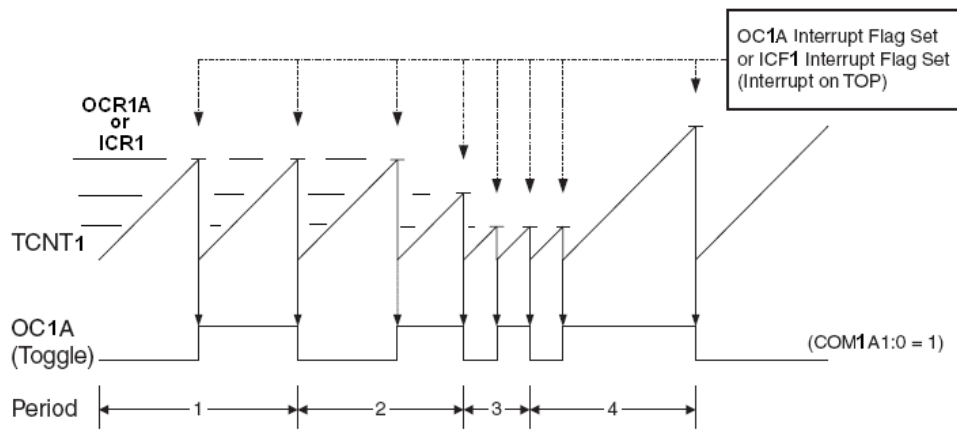 OC1A Interrupt Flag Set
or ICF1 Interrupt Flag Set
(Interrupt on TOP)
OCR1A
or
ICR1
TCNT1
OC1A
(Toggle)
(COM1A1:0 = 1)
Period
1
2
3
4